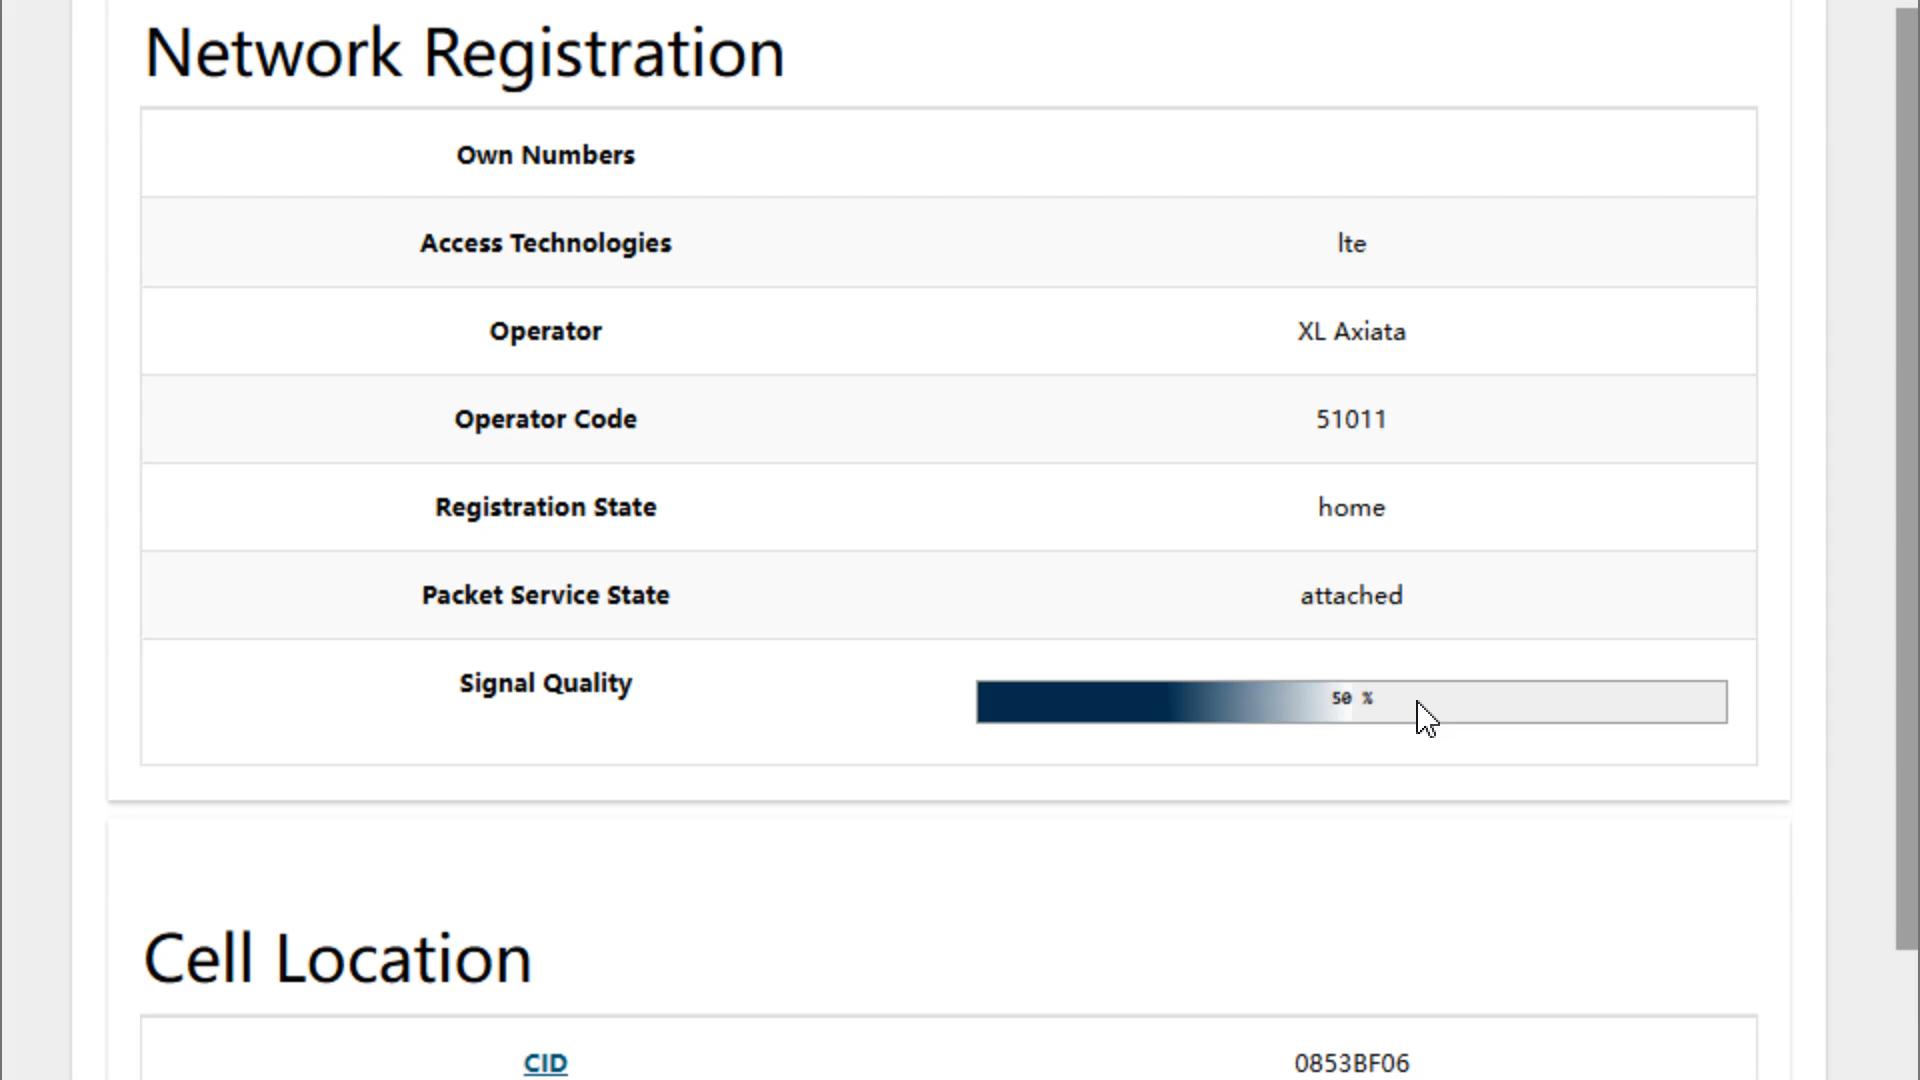 Network Registration
Own Numbers
Access Technologies lte
Operator XL Axiata
Operator Code 51011
Registration State home
Packet Service State attached
Signal Quality 50 %
Cell Location
CID 0853BF06